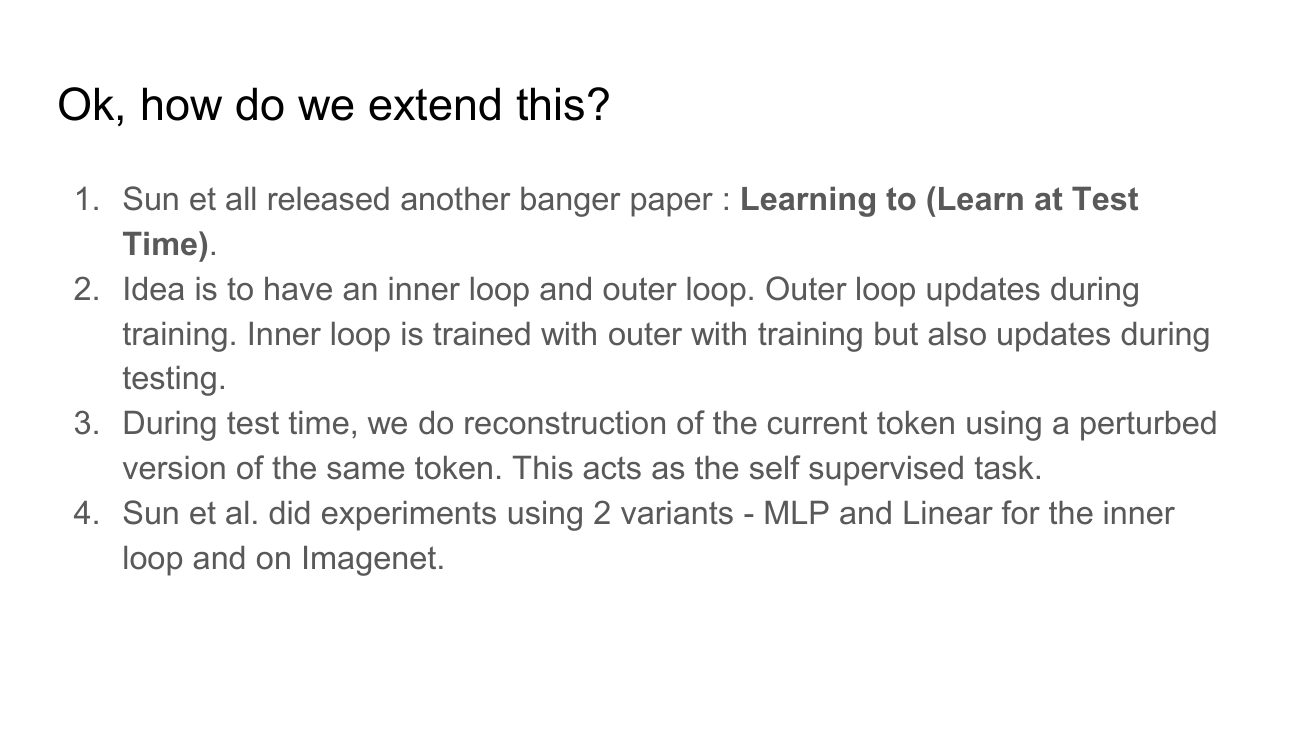 Ok, how do we extend this?
1. Sun et all released another banger paper : Learning to (Learn at Test
Time).
2. Idea is to have an inner loop and outer loop. Outer loop updates during
training. Inner loop is trained with outer with training but also updates during
testing.
3. During test time, we do reconstruction of the current token using a perturbed
version of the same token. This acts as the self supervised task.
4. Sun et al. did experiments using 2 variants - MLP and Linear for the inner
loop and on Imagenet.